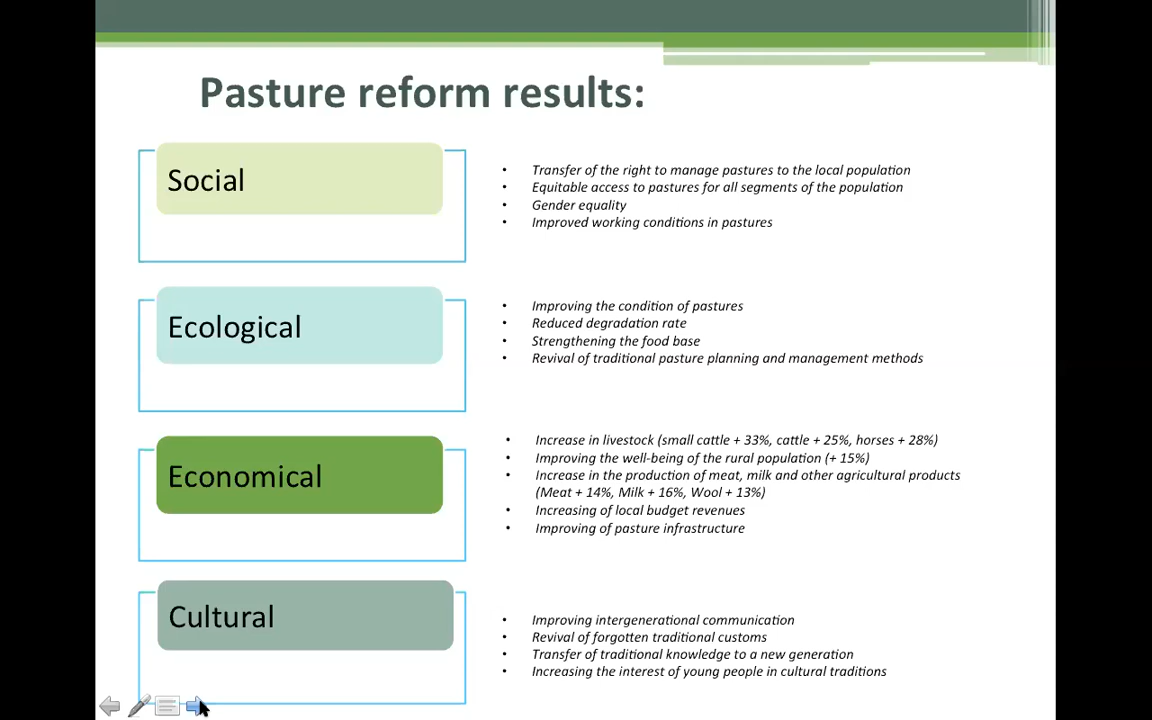 Pasture reform results:
Social
• Transfer of the right to manage pastures to the local population
• Equitable access to pastures for all segments of the population
• Gender equality
• Improved working conditions in pastures
Ecological
• Improving the condition of pastures
• Reduced degradation rate
• Strengthening the food base
• Revival of traditional pasture planning and management methods
Economical
• Increase in livestock (small cattle + 33%, cattle + 25%, horses + 28%)
• Improving the well-being of the rural population (+ 15%)
• Increase in the production of meat, milk and other agricultural products
(Meat + 14%, Milk + 16%, Wool + 13%)
• Increasing of local budget revenues
• Improving of pasture infrastructure
Cultural
• Improving intergenerational communication
• Revival of forgotten traditional customs
• Transfer of traditional knowledge to a new generation
• Increasing the interest of young people in cultural traditions